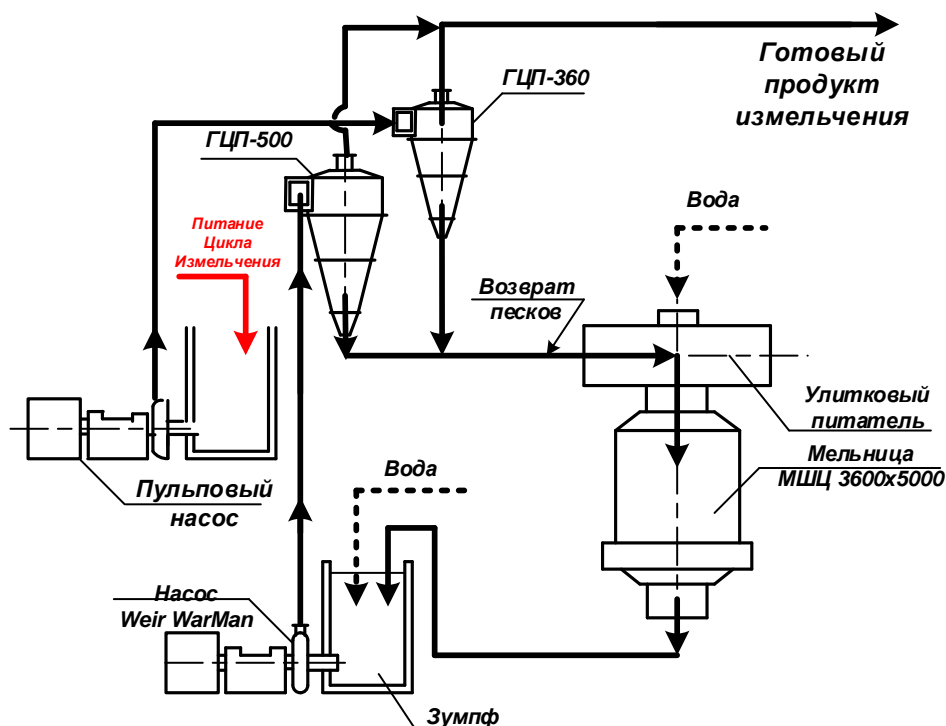 Готовый
продукт
измельчения
ГЦП-360
ГЦП-500
Питание
Цикла
Измельчения
Вода
Возврат
песков
Улитковый
питатель
Мельница
МШЦ 3600х5000
Пульповый
насос
Вода
Насос
Weir WarMan
Зумпф